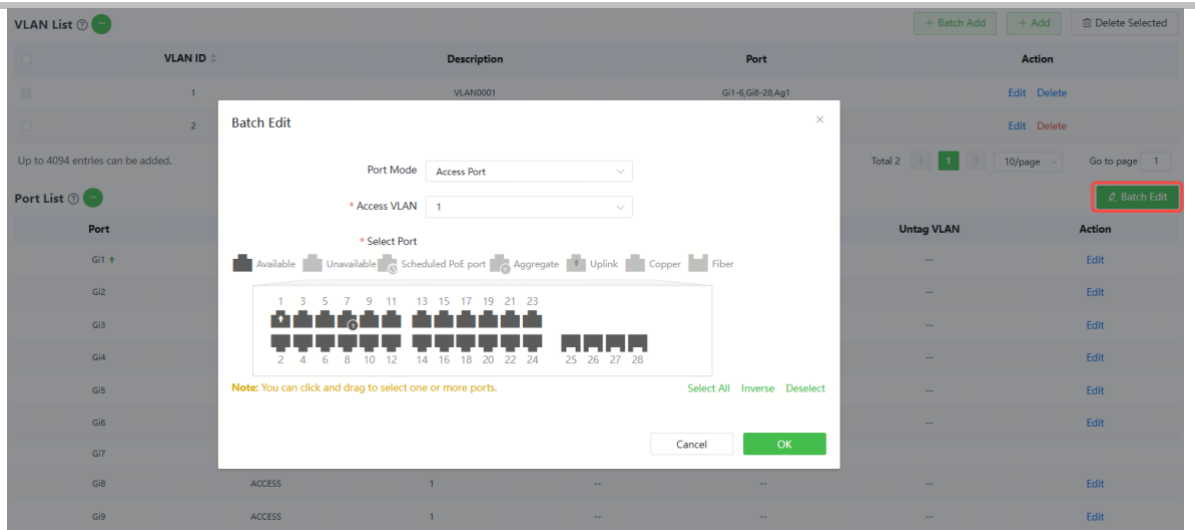 VLAN List
+ Batch Add + Add Delete Selected
VLAN ID Description Port Action
1 VLAN0001 Gi1-6,Gi8-28,Ag1 Edit Delete
2 Edit Delete
Up to 4094 entries can be added.
Total 2 < 1 > 10/page Go to page 1
Port List
Batch Edit
Port Untag VLAN Action
Gi1 -- Edit
Gi2 -- Edit
Gi3 -- Edit
Gi4 -- Edit
Gi5 -- Edit
Gi6 -- Edit
Gi7
Gi8 ACCESS 1 -- -- -- Edit
Gi9 ACCESS 1 -- -- -- Edit
Batch Edit ×
Port Mode Access Port
* Access VLAN 1
* Select Port
Available Unavailable Scheduled PoE port Aggregate Uplink Copper Fiber
1 3 5 7 9 11 13 15 17 19 21 23
2 4 6 8 10 12 14 16 18 20 22 24 25 26 27 28
Note: You can click and drag to select one or more ports.
Select All Inverse Deselect
Cancel OK